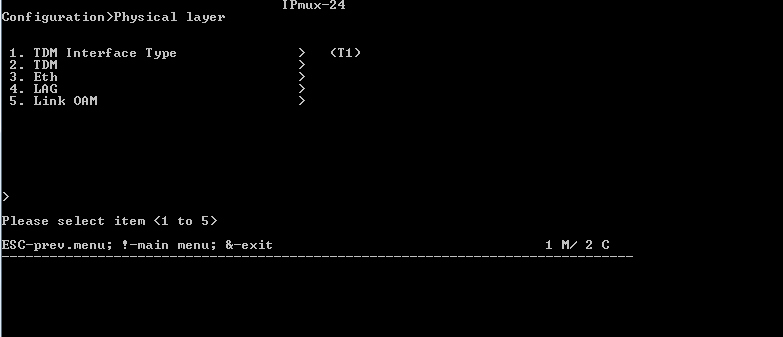 IPmux-24
Configuration>Physical layer
1. TDM Interface Type > (T1)
2. TDM >
3. Eth >
4. LAG >
5. Link OAM >
>
Please select item <1 to 5>
ESC-prev.menu; !-main menu; &-exit 1 M/ 2 C